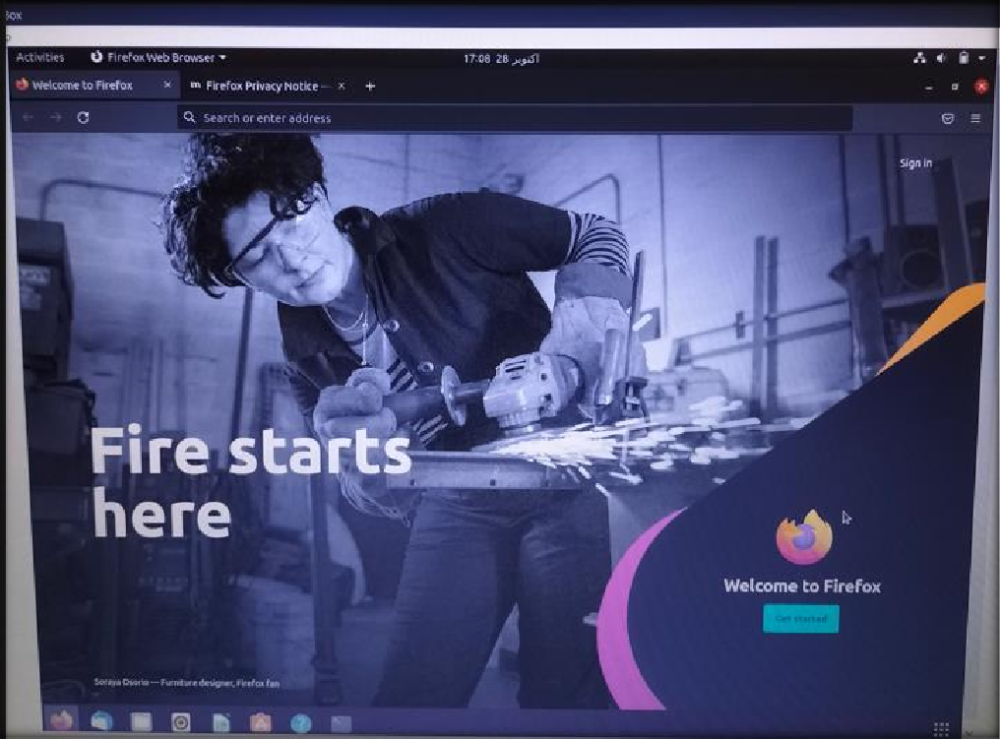 Box
Activities
Firefox Web Browser
17:08 28 اکتوبر
Welcome to Firefox
m Firefox Privacy Notice —
Search or enter address
Sign in
Fire starts
here
Welcome to Firefox
Get started
Soraya Osorio — Furniture designer, Firefox fan